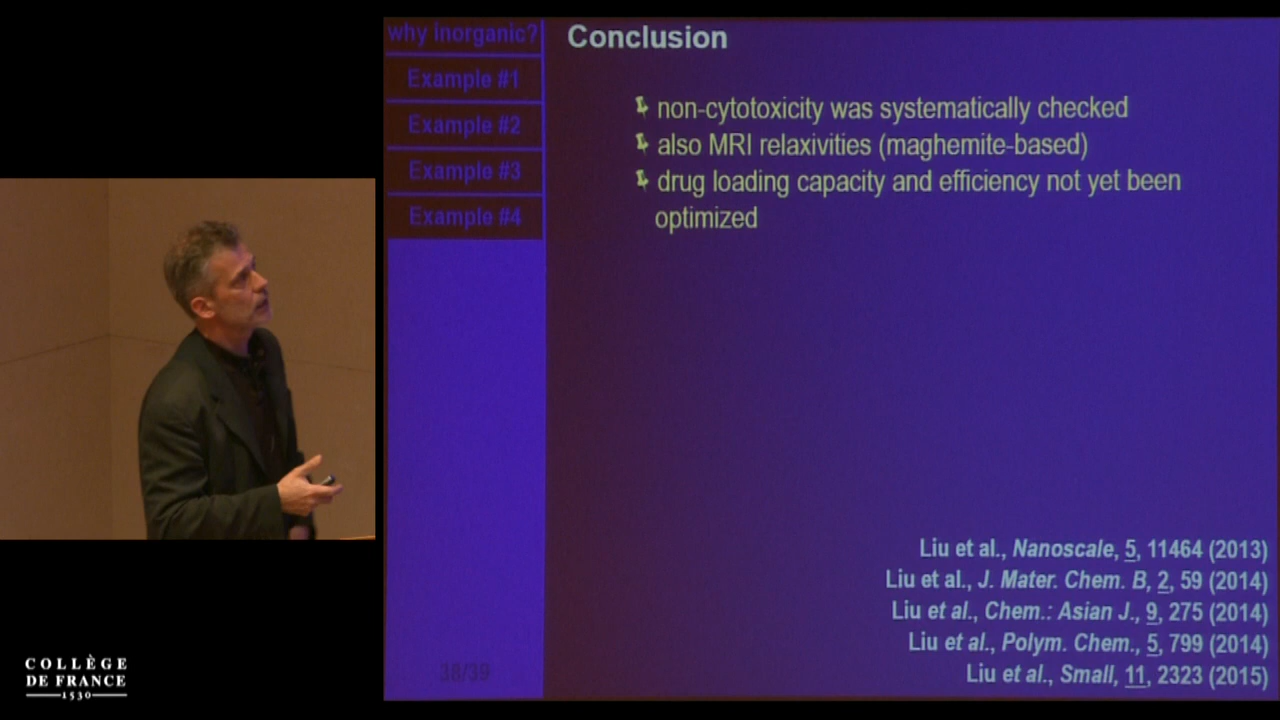 why inorganic?
Example #1
Example #2
Example #3
Example #4
38/39
Conclusion
non-cytotoxicity was systematically checked
also MRI relaxivities (maghemite-based)
drug loading capacity and efficiency not yet been
optimized
Liu et al., Nanoscale, 5, 11464 (2013)
Liu et al., J. Mater. Chem. B, 2, 59 (2014)
Liu et al., Chem.: Asian J., 9, 275 (2014)
Liu et al., Polym. Chem., 5, 799 (2014)
Liu et al., Small, 11, 2323 (2015)
COLLÈGE
DE FRANCE
1530